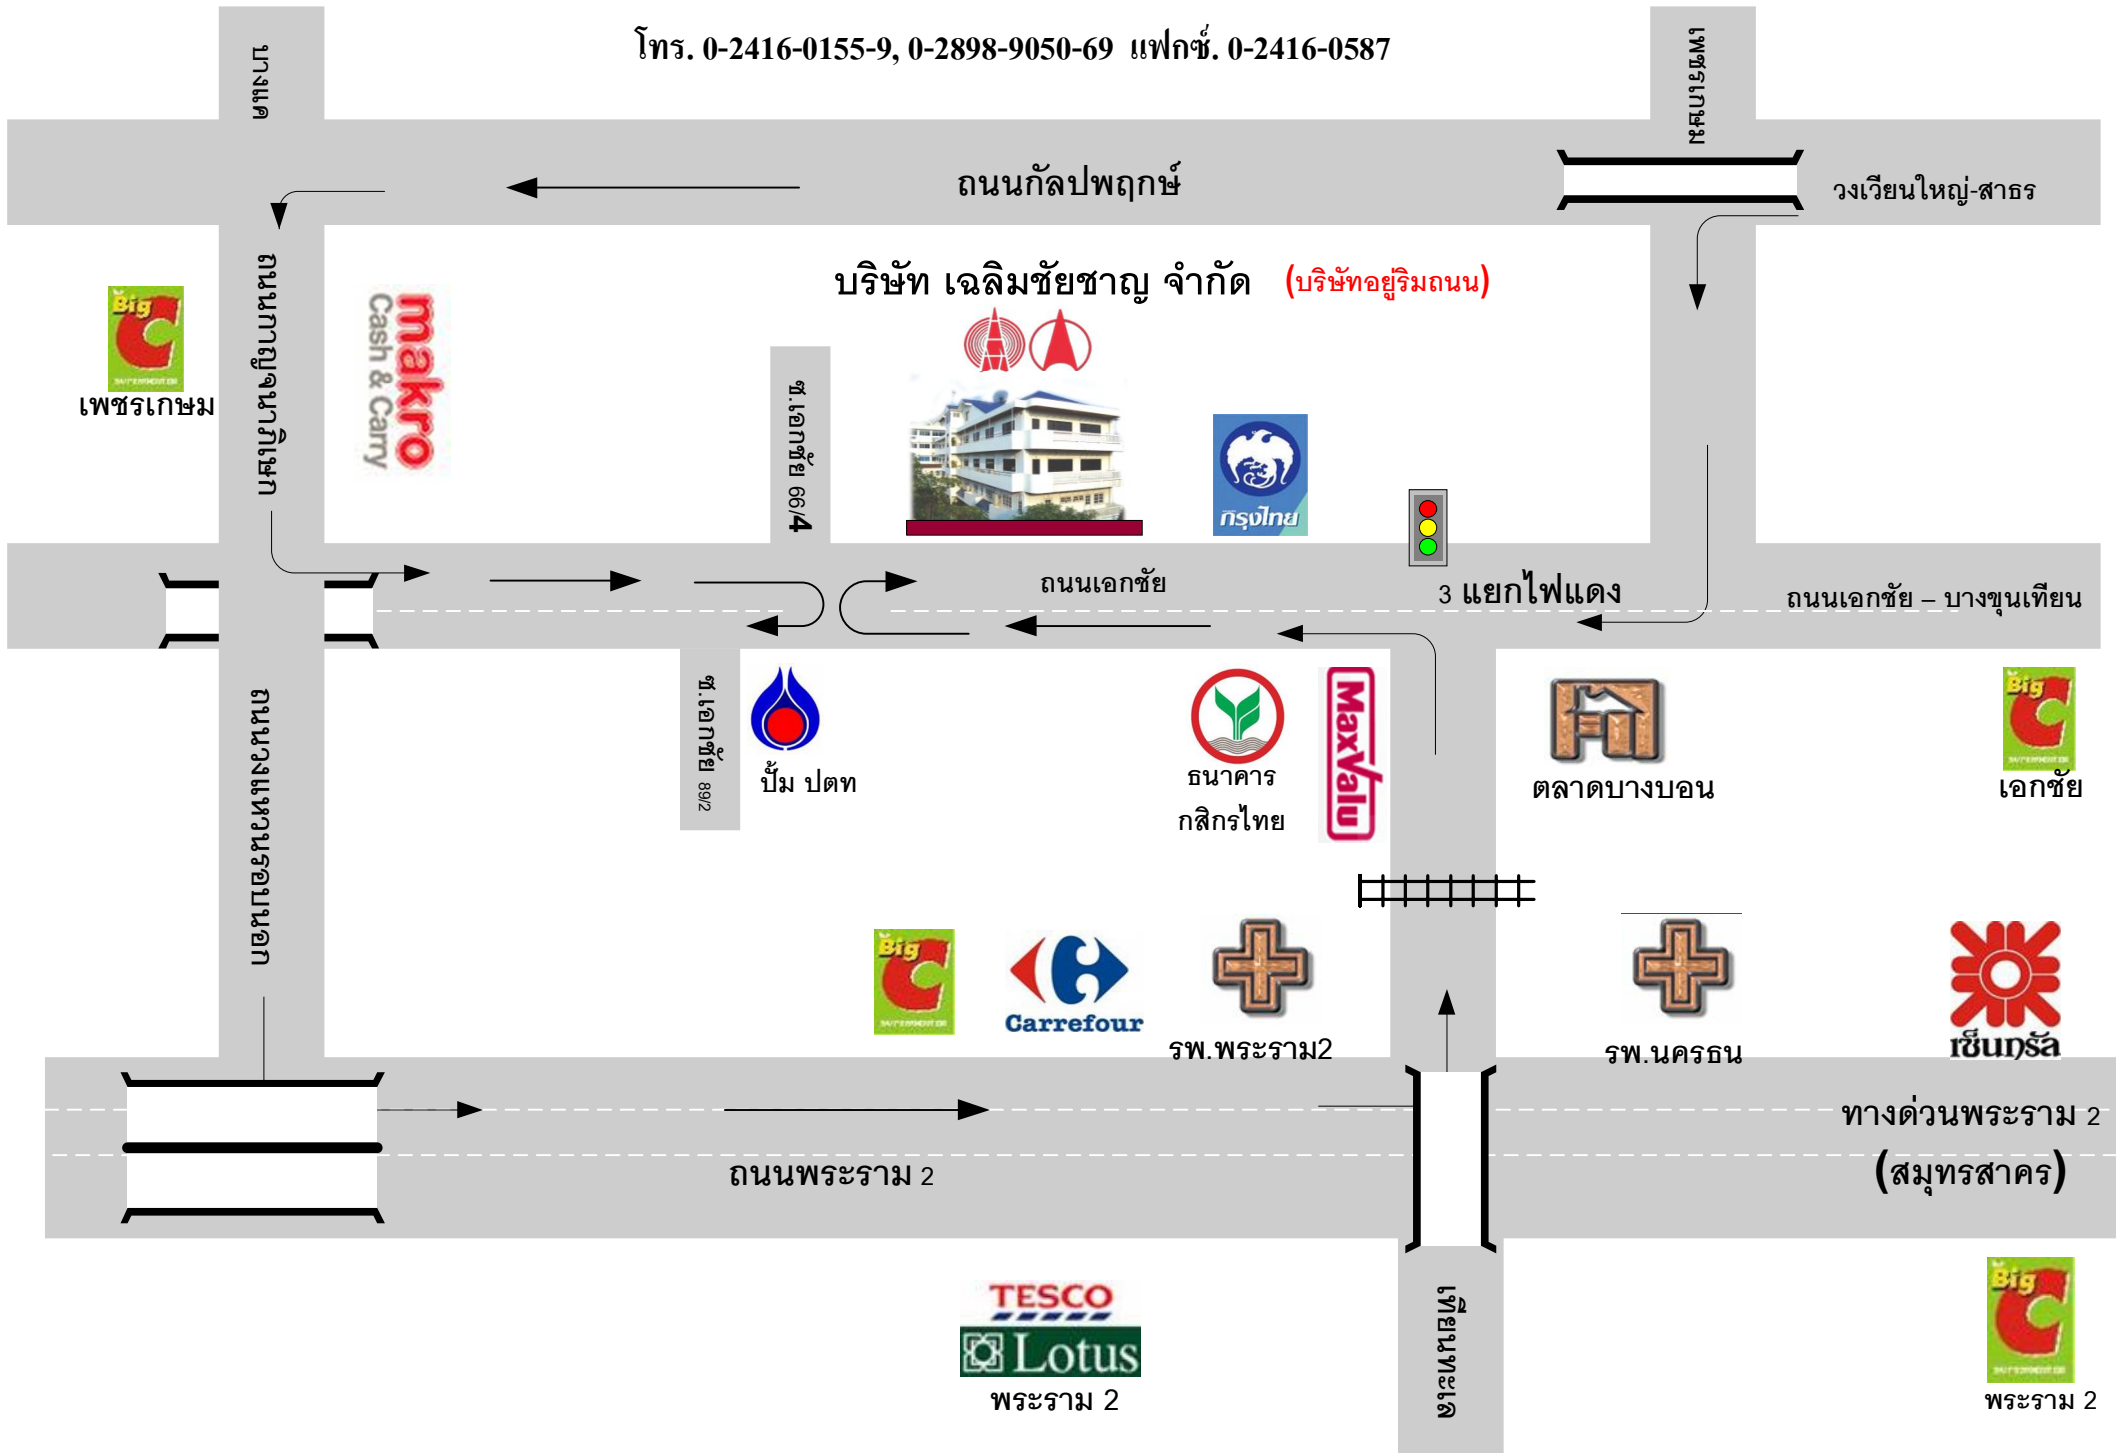 โทร. 0-2416-0155-9, 0-2898-9050-69 แฟกซ์. 0-2416-0587
บางแค
เพชรเกษม
ถนนกัลปพฤกษ์
วงเวียนใหญ่-สาธร
บริษัท เฉลิมชัยชาญ จำกัด (บริษัทอยู่ริมถนน)
ถนนกาญจนาภิเษก
Big C
เพชรเกษม
makro
Cash & Carry
ซ.เอกชัย 66/4
กรุงไทย
ถนนเอกชัย
3 แยกไฟแดง
ถนนเอกชัย – บางขุนเทียน
ถนนวงแหวนรอบนอก
ซ.เอกชัย 89/2
ปั้ม ปตท
ธนาคาร
กสิกรไทย
MaxValu
ตลาดบางบอน
Big C
เอกชัย
Big C
Carrefour
รพ.พระราม2
รพ.นครธน
เซ็นทรัล
ถนนพระราม 2
ทางด่วนพระราม 2
(สมุทรสาคร)
TESCO
Lotus
พระราม 2
เทียนทะเล
Big C
พระราม 2